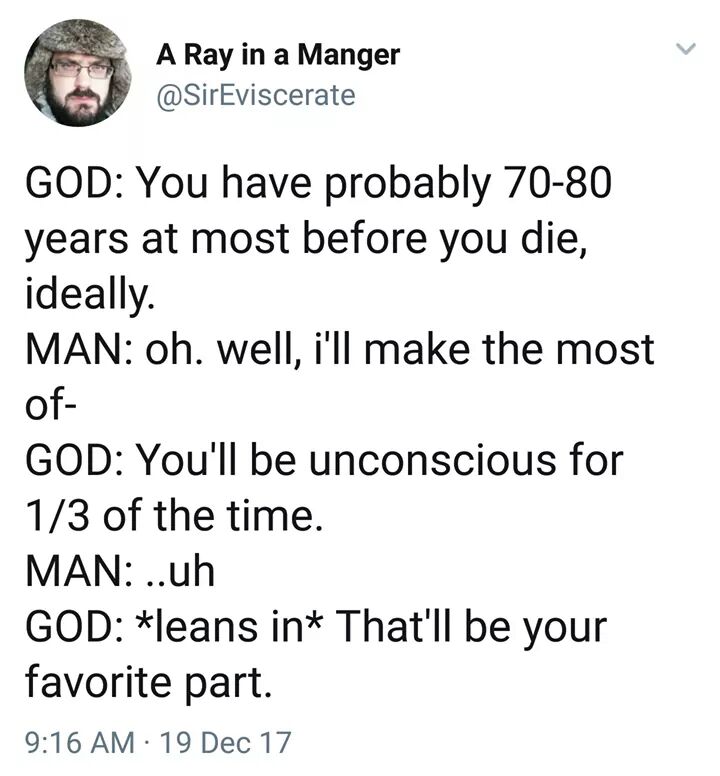 A Ray in a Manger
@SirEviscerate
GOD: You have probably 70-80
years at most before you die,
ideally.
MAN: oh. well, i'll make the most
of-
GOD: You'll be unconscious for
1/3 of the time.
MAN: ..uh
GOD: *leans in* That'll be your
favorite part.
9:16 AM · 19 Dec 17